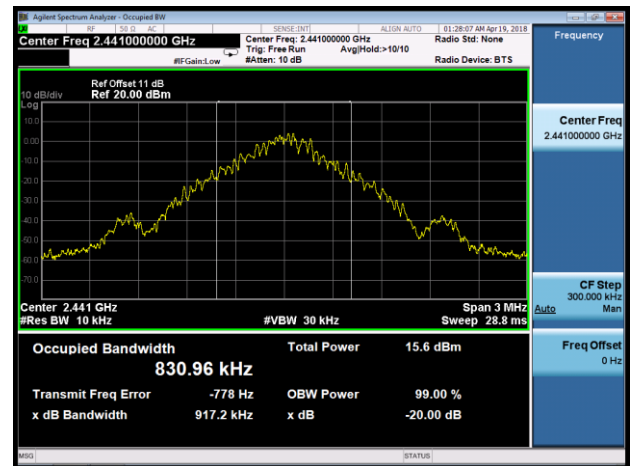 Agilent Spectrum Analyzer - Occupied BW
RF 50 Ω AC SENSE:INT ALIGN AUTO 01:28:07 AM Apr 19, 2018
Center Freq 2.441000000 GHz
Center Freq: 2.441000000 GHz
Radio Std: None
Trig: Free Run Avg|Hold:>10/10
#IFGain:Low #Atten: 10 dB Radio Device: BTS
Frequency
Ref Offset 11 dB
10 dB/div Ref 20.00 dBm
Log
10.0
0.00
-10.0
-20.0
-30.0
-40.0
-50.0
-60.0
-70.0
Center 2.441 GHz Span 3 MHz
#Res BW 10 kHz #VBW 30 kHz Sweep 28.8 ms
Center Freq
2.441000000 GHz
CF Step
300.000 kHz
Auto Man
Freq Offset
0 Hz
Occupied Bandwidth Total Power 15.6 dBm
830.96 kHz
Transmit Freq Error -778 Hz OBW Power 99.00 %
x dB Bandwidth 917.2 kHz x dB -20.00 dB
MSG STATUS